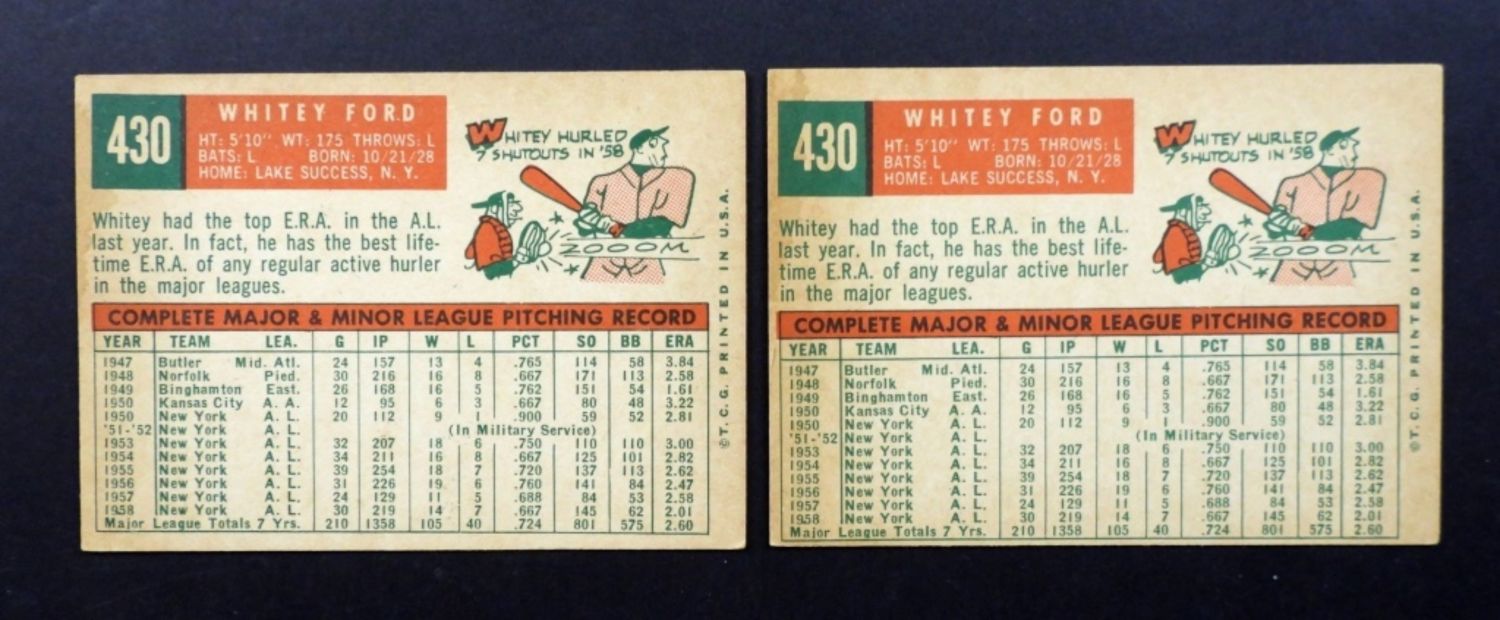 430
WHITEY FORD
HT: 5'10" WT: 175 THROWS: L
BATS: L BORN: 10/21/28
HOME: LAKE SUCCESS, N. Y.
WHITEY HURLED
7 SHUTOUTS IN '58
ZOOOM
Whitey had the top E.R.A. in the A.L.
last year. In fact, he has the best life-
time E.R.A. of any regular active hurler
in the major leagues.
COMPLETE MAJOR & MINOR LEAGUE PITCHING RECORD
YEAR TEAM LEA. G IP W L PCT SO BB ERA
1947 Butler Mid. Atl. 24 157 13 4 .765 114 58 3.84
1948 Norfolk Pied. 30 216 16 8 .667 171 113 2.58
1949 Binghamton East. 26 168 16 5 .762 151 54 1.61
1950 Kansas City A. A. 12 95 6 3 .667 80 48 3.22
1950 New York A. L. 20 112 9 1 .900 59 52 2.81
'51-'52 New York A. L. (In Military Service)
1953 New York A. L. 32 207 18 6 .750 110 110 3.00
1954 New York A. L. 34 211 16 8 .667 125 101 2.82
1955 New York A. L. 39 254 18 7 .720 137 113 2.62
1956 New York A. L. 31 226 19 6 .760 141 84 2.47
1957 New York A. L. 24 129 11 5 .688 84 53 2.58
1958 New York A. L. 30 219 14 7 .667 145 62 2.01
Major League Totals 7 Yrs. 210 1358 105 40 .724 801 575 2.60
©T.C.G. PRINTED IN U.S.A.
430
WHITEY FORD
HT: 5'10" WT: 175 THROWS: L
BATS: L BORN: 10/21/28
HOME: LAKE SUCCESS, N. Y.
WHITEY HURLED
7 SHUTOUTS IN '58
ZOOOM
Whitey had the top E.R.A. in the A.L.
last year. In fact, he has the best life-
time E.R.A. of any regular active hurler
in the major leagues.
COMPLETE MAJOR & MINOR LEAGUE PITCHING RECORD
YEAR TEAM LEA. G IP W L PCT SO BB ERA
1947 Butler Mid. Atl. 24 157 13 4 .765 114 58 3.84
1948 Norfolk Pied. 30 216 16 8 .667 171 113 2.58
1949 Binghamton East. 26 168 16 5 .762 151 54 1.61
1950 Kansas City A. A. 12 95 6 3 .667 80 48 3.22
1950 New York A. L. 20 112 9 1 .900 59 52 2.81
'51-'52 New York A. L. (In Military Service)
1953 New York A. L. 32 207 18 6 .750 110 110 3.00
1954 New York A. L. 34 211 16 8 .667 125 101 2.82
1955 New York A. L. 39 254 18 7 .720 137 113 2.62
1956 New York A. L. 31 226 19 6 .760 141 84 2.47
1957 New York A. L. 24 129 11 5 .688 84 53 2.58
1958 New York A. L. 30 219 14 7 .667 145 62 2.01
Major League Totals 7 Yrs. 210 1358 105 40 .724 801 575 2.60
©T.C.G. PRINTED IN U.S.A.